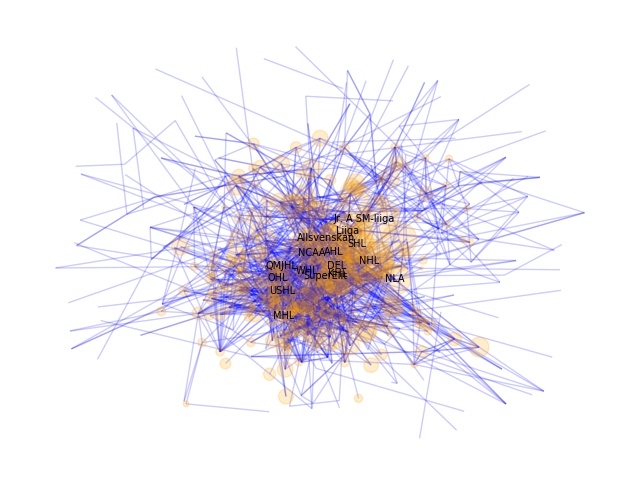 Jr. A SM-liiga
Liiga
Allsvenskan
SHL
NCAA
AHL
NHL
QMJHL
DEL
WHL
OHL
SuperElit
NLA
USHL
MHL